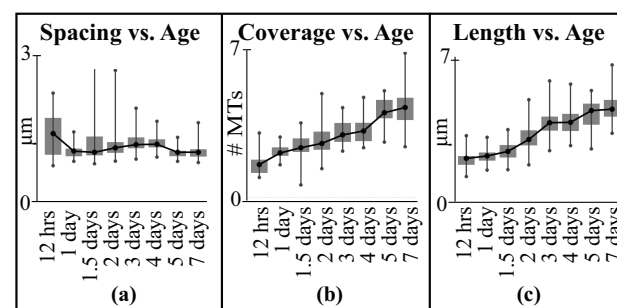 Spacing vs. Age
3
μm
0
12 hrs
1 day
1.5 days
2 days
3 days
4 days
5 days
7 days
(a)
Coverage vs. Age
7
# MTs
0
12 hrs
1 day
1.5 days
2 days
3 days
4 days
5 days
7 days
(b)
Length vs. Age
7
μm
0
12 hrs
1 day
1.5 days
2 days
3 days
4 days
5 days
7 days
(c)